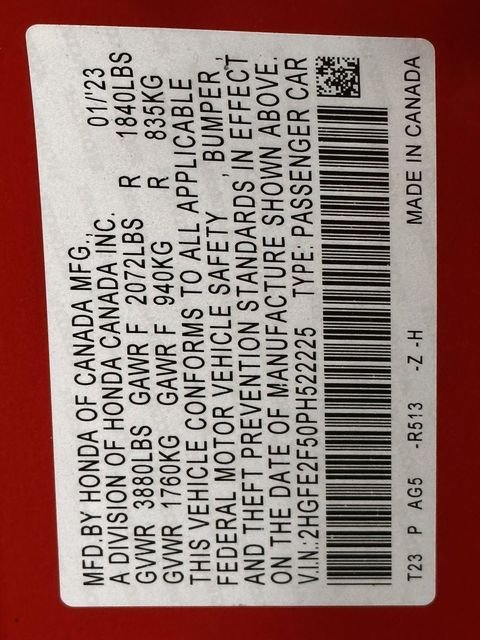 MFD.BY HONDA OF CANADA MFG., 01/'23
A DIVISION OF HONDA CANADA INC.
GVWR 3880LBS GAWR F 2072LBS R 1840LBS
GVWR 1760KG GAWR F 940KG R 835KG
THIS VEHICLE CONFORMS TO ALL APPLICABLE
FEDERAL MOTOR VEHICLE SAFETY , BUMPER ,
AND THEFT PREVENTION STANDARDS IN EFFECT
ON THE DATE OF MANUFACTURE SHOWN ABOVE.
V.I.N.:2HGFE2F50PH522225 TYPE: PASSENGER CAR
T23 P AG5 -R513 -Z -H MADE IN CANADA